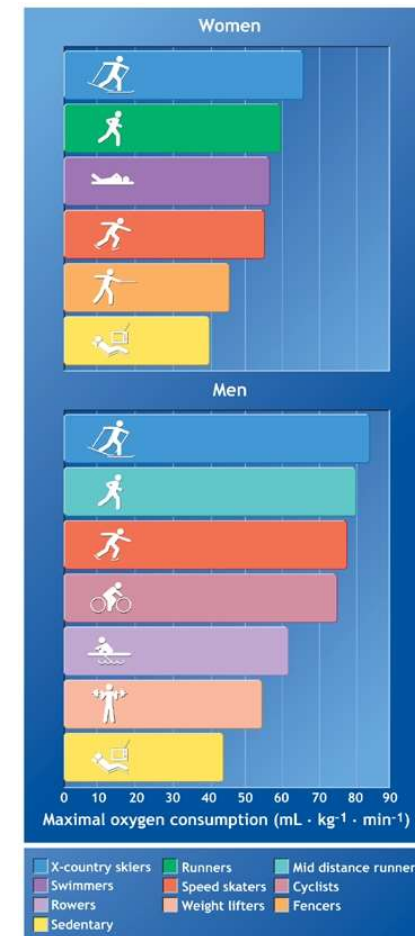 Women
Men
0 10 20 30 40 50 60 70 80 90
Maximal oxygen consumption (mL · kg⁻¹ · min⁻¹)
X-country skiers Runners Mid distance runner
Swimmers Speed skaters Cyclists
Rowers Weight lifters Fencers
Sedentary